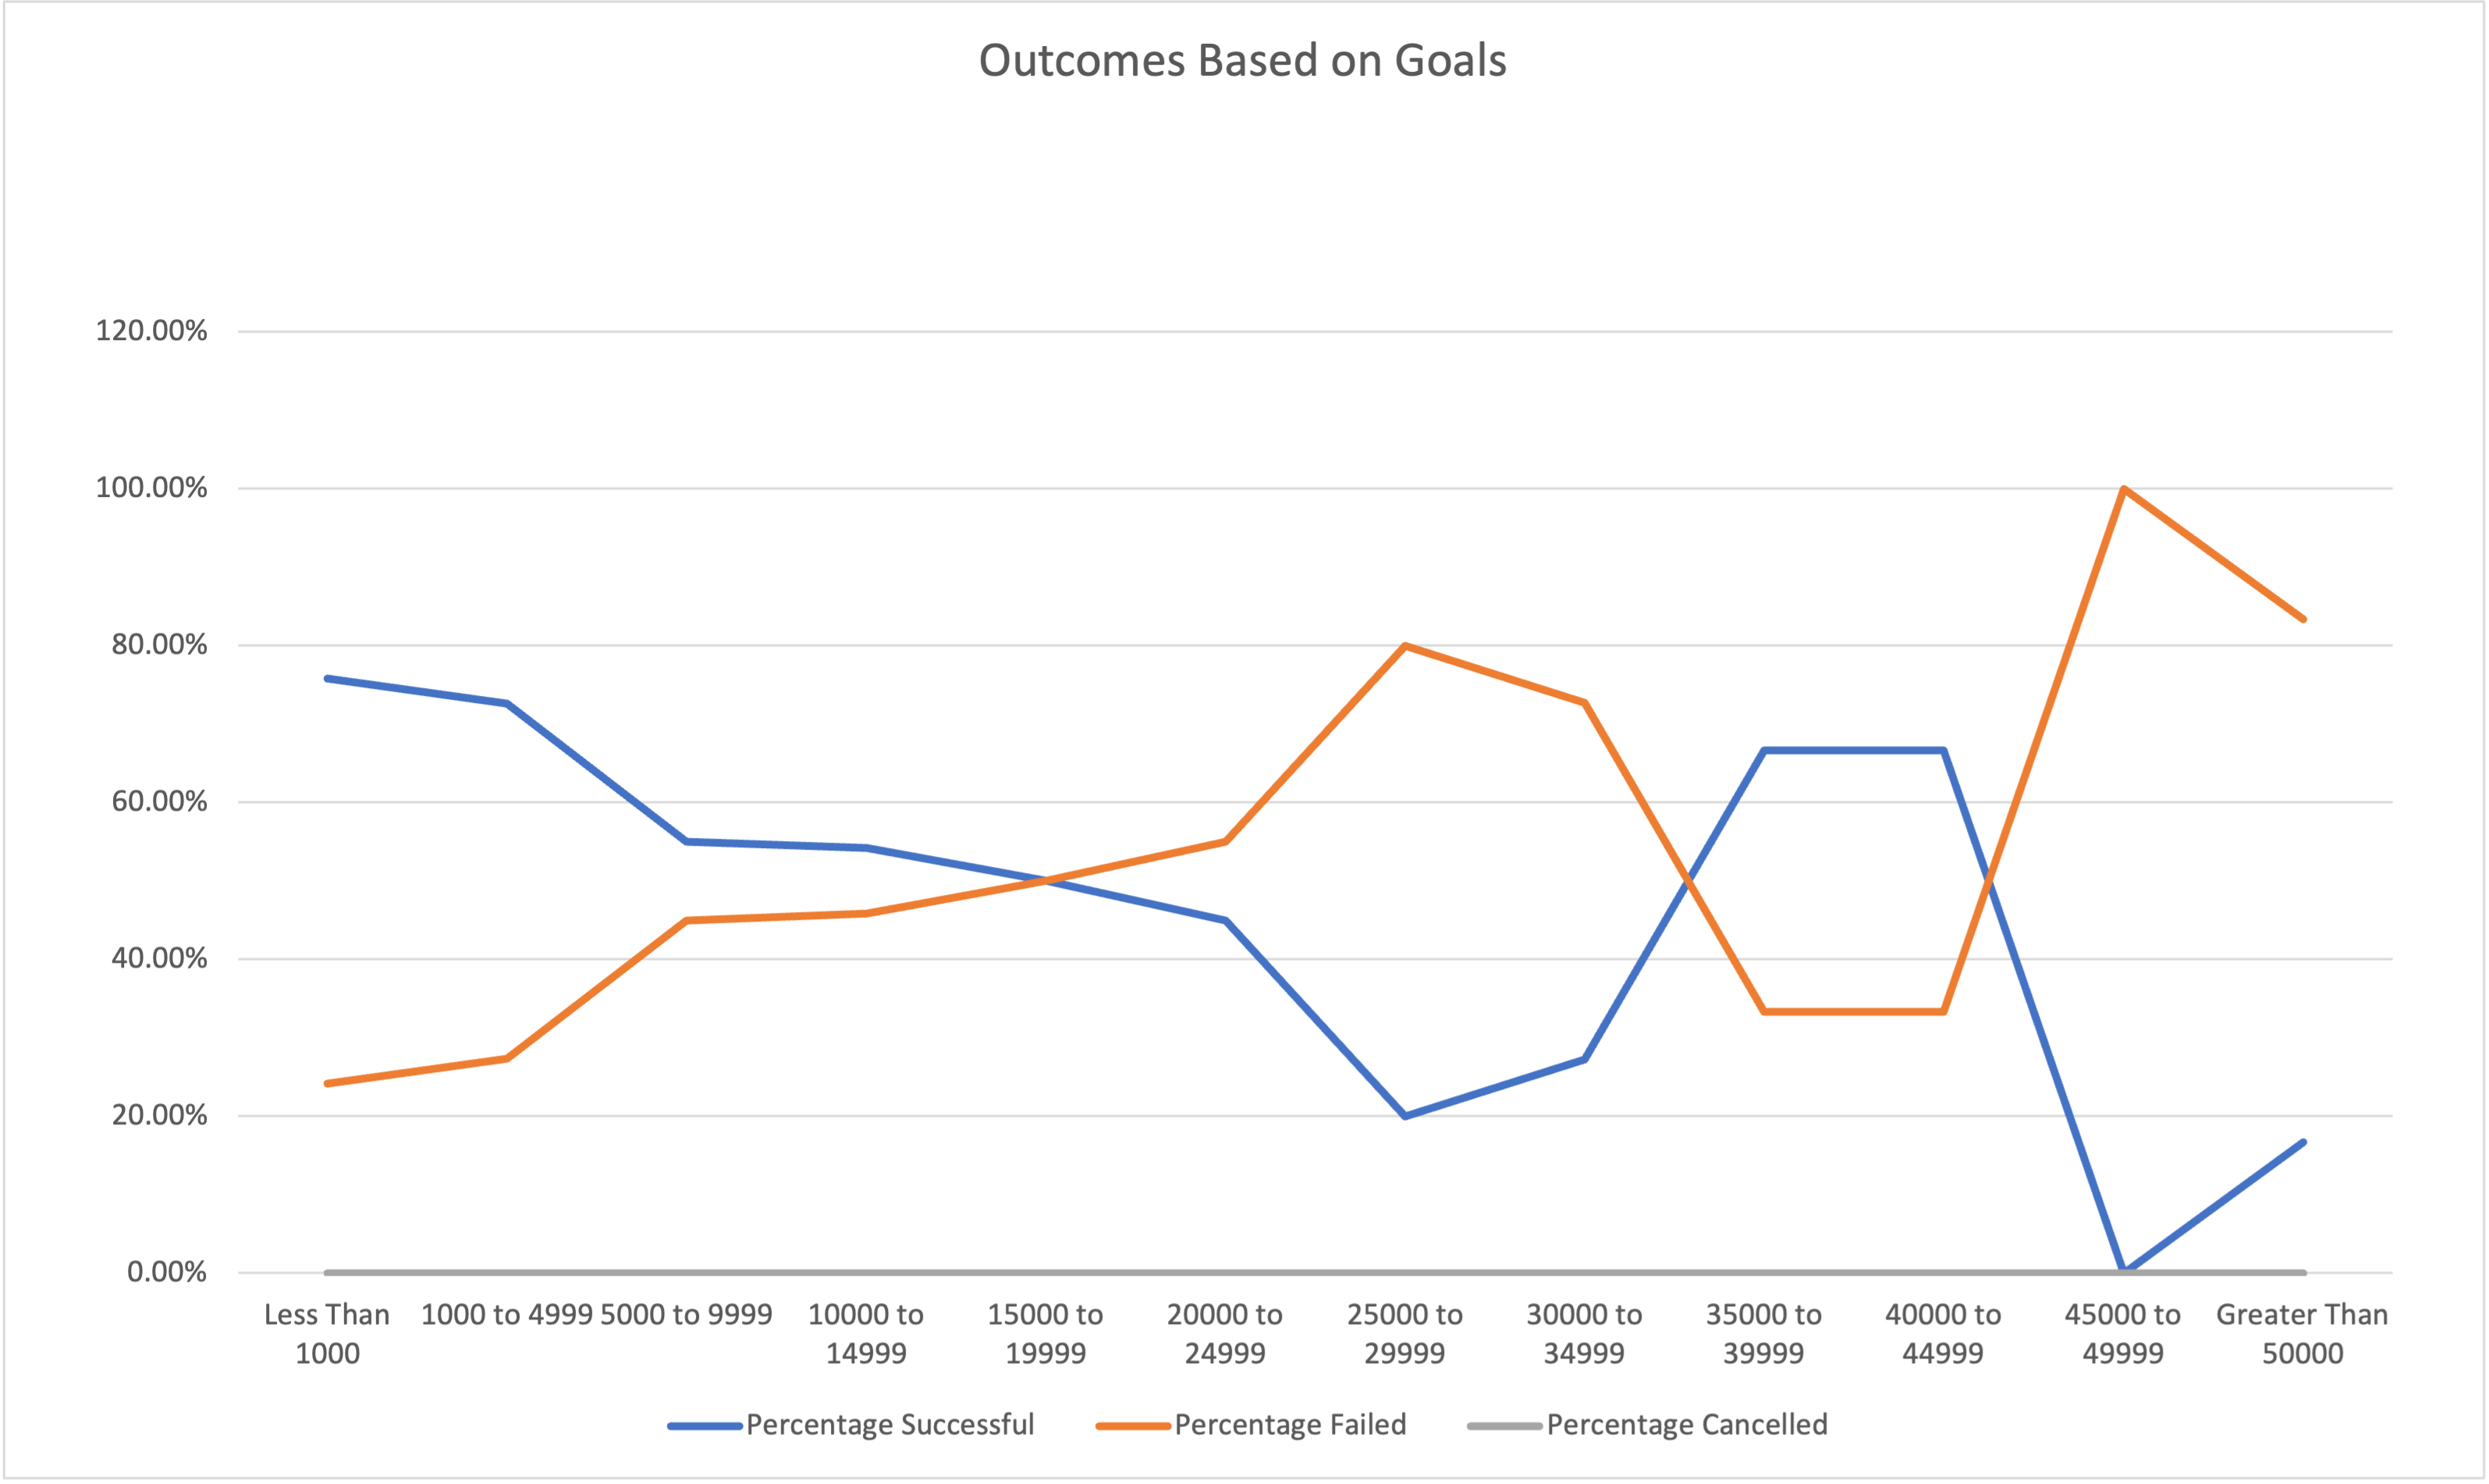 Outcomes Based on Goals
120.00%
100.00%
80.00%
60.00%
40.00%
20.00%
0.00%
Less Than
1000
1000 to 4999
5000 to 9999
10000 to
14999
15000 to
19999
20000 to
24999
25000 to
29999
30000 to
34999
35000 to
39999
40000 to
44999
45000 to
49999
Greater Than
50000
Percentage Successful
Percentage Failed
Percentage Cancelled